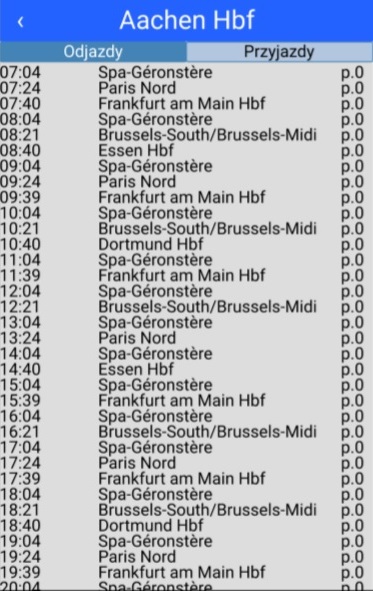 ‹ Aachen Hbf
Odjazdy Przyjazdy
07:04 Spa-Géronstère p.0
07:24 Paris Nord p.0
07:40 Frankfurt am Main Hbf p.0
08:04 Spa-Géronstère p.0
08:21 Brussels-South/Brussels-Midi p.0
08:40 Essen Hbf p.0
09:04 Spa-Géronstère p.0
09:24 Paris Nord p.0
09:39 Frankfurt am Main Hbf p.0
10:04 Spa-Géronstère p.0
10:21 Brussels-South/Brussels-Midi p.0
10:40 Dortmund Hbf p.0
11:04 Spa-Géronstère p.0
11:39 Frankfurt am Main Hbf p.0
12:04 Spa-Géronstère p.0
12:21 Brussels-South/Brussels-Midi p.0
13:04 Spa-Géronstère p.0
13:24 Paris Nord p.0
14:04 Spa-Géronstère p.0
14:40 Essen Hbf p.0
15:04 Spa-Géronstère p.0
15:39 Frankfurt am Main Hbf p.0
16:04 Spa-Géronstère p.0
16:21 Brussels-South/Brussels-Midi p.0
17:04 Spa-Géronstère p.0
17:24 Paris Nord p.0
17:39 Frankfurt am Main Hbf p.0
18:04 Spa-Géronstère p.0
18:21 Brussels-South/Brussels-Midi p.0
18:40 Dortmund Hbf p.0
19:04 Spa-Géronstère p.0
19:24 Paris Nord p.0
19:39 Frankfurt am Main Hbf p.0
20:04 Spa-Géronstère p.0